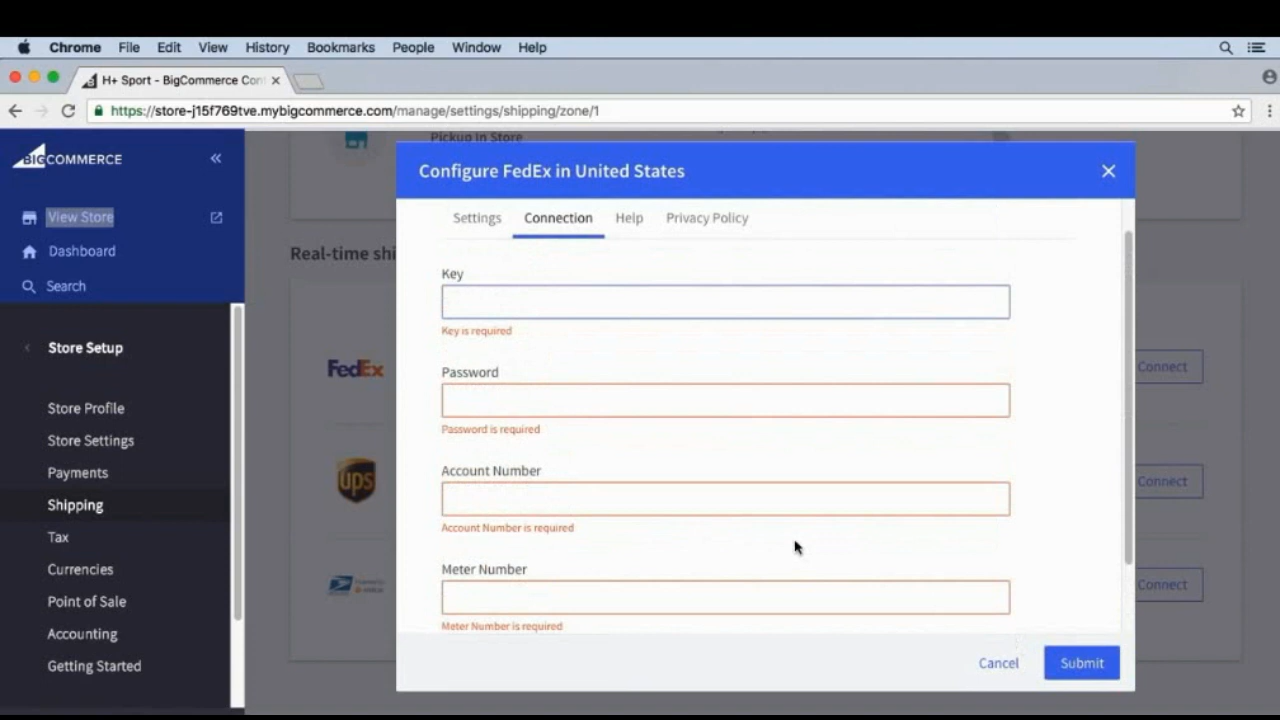 Chrome File Edit View History Bookmarks People Window Help
H+ Sport - BigCommerce Con
https://store-j15f769tve.mybigcommerce.com/manage/settings/shipping/zone/1
BIGCOMMERCE
View Store
Dashboard
Search
Store Setup
Store Profile
Store Settings
Payments
Shipping
Tax
Currencies
Point of Sale
Accounting
Getting Started
Pickup In Store
Real-time shi
FedEx
Connect
ups
Connect
Connect
Configure FedEx in United States
Settings Connection Help Privacy Policy
Key
Key is required
Password
Password is required
Account Number
Account Number is required
Meter Number
Meter Number is required
Cancel Submit